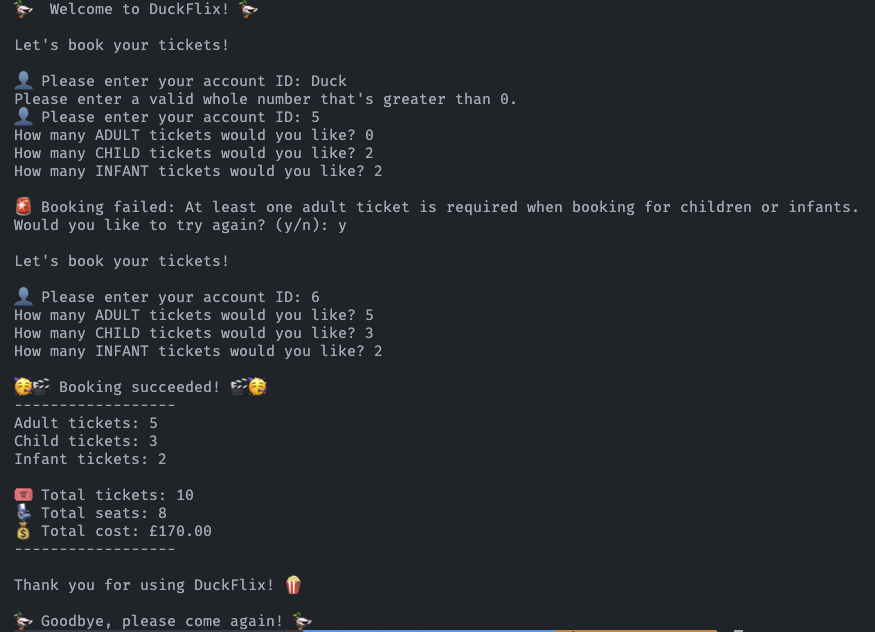 🦆 Welcome to DuckFlix! 🦆
Let's book your tickets!
👤 Please enter your account ID: Duck
Please enter a valid whole number that's greater than 0.
👤 Please enter your account ID: 5
How many ADULT tickets would you like? 0
How many CHILD tickets would you like? 2
How many INFANT tickets would you like? 2
🚨 Booking failed: At least one adult ticket is required when booking for children or infants.
Would you like to try again? (y/n): y
Let's book your tickets!
👤 Please enter your account ID: 6
How many ADULT tickets would you like? 5
How many CHILD tickets would you like? 3
How many INFANT tickets would you like? 2
🥳🎬 Booking succeeded! 🎬🥳
------------------
Adult tickets: 5
Child tickets: 3
Infant tickets: 2
🎟️ Total tickets: 10
💺 Total seats: 8
💰 Total cost: £170.00
------------------
Thank you for using DuckFlix! 🍿
🦆 Goodbye, please come again! 🦆